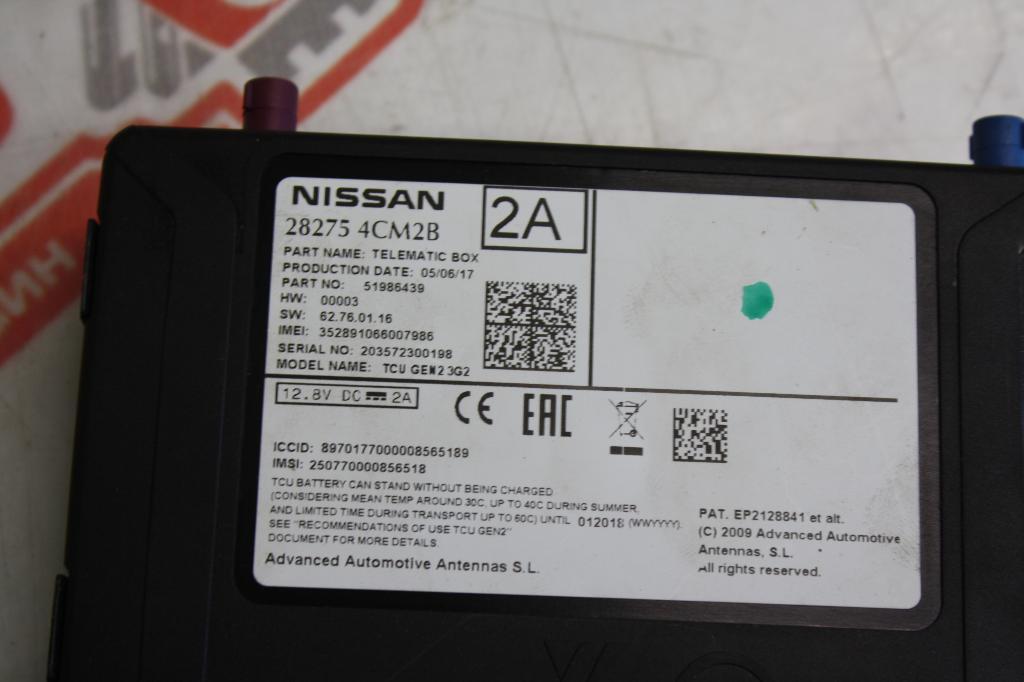 NISSAN
28275 4CM2B
2A
PART NAME: TELEMATIC BOX
PRODUCTION DATE: 05/06/17
PART NO: 51986439
HW: 00003
SW: 62.76.01.16
IMEI: 352891066007986
SERIAL NO: 203572300198
MODEL NAME: TCU GEN2 3G2
12.8V DC 2A
CE EAC
ICCID: 8970177000008565189
IMSI: 250770000856518
TCU BATTERY CAN STAND WITHOUT BEING CHARGED
(CONSIDERING MEAN TEMP AROUND 30C, UP TO 40C DURING SUMMER,
AND LIMITED TIME DURING TRANSPORT UP TO 60C) UNTIL 012018 (WWYYYY).
SEE "RECOMMENDATIONS OF USE TCU GEN2"
DOCUMENT FOR MORE DETAILS.
Advanced Automotive Antennas S.L.
PAT. EP2128841 et alt.
(C) 2009 Advanced Automotive
Antennas, S.L.
All rights reserved.